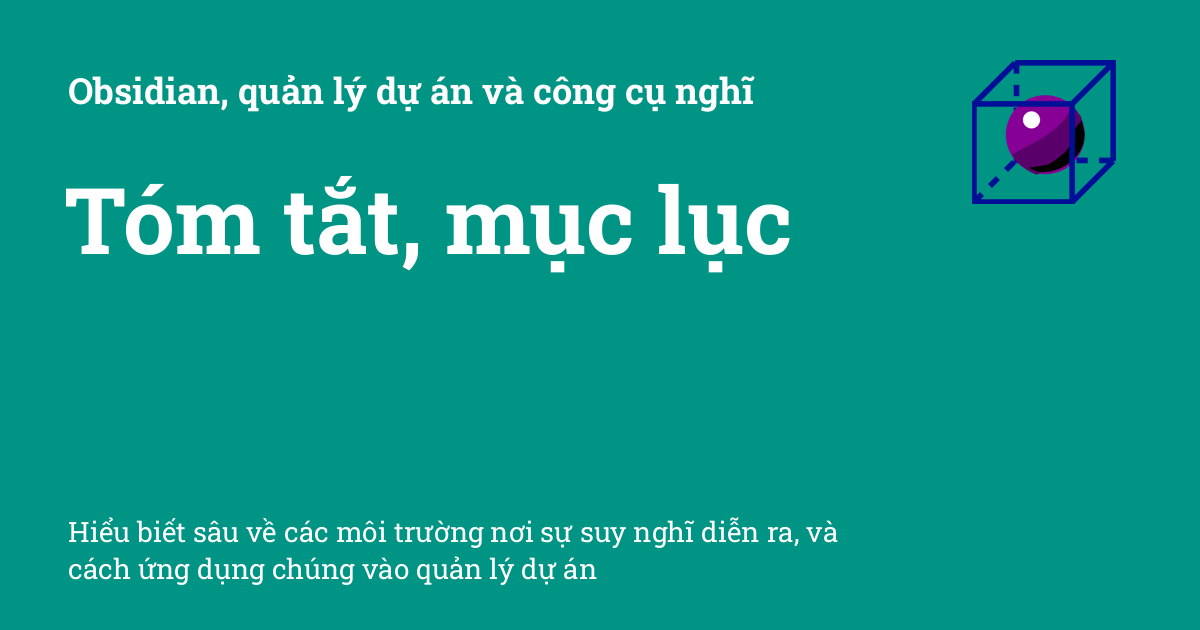 Obsidian, quản lý dự án và công cụ nghĩ
Tóm tắt, mục lục
Hiểu biết sâu về các môi trường nơi sự suy nghĩ diễn ra, và
cách ứng dụng chúng vào quản lý dự án